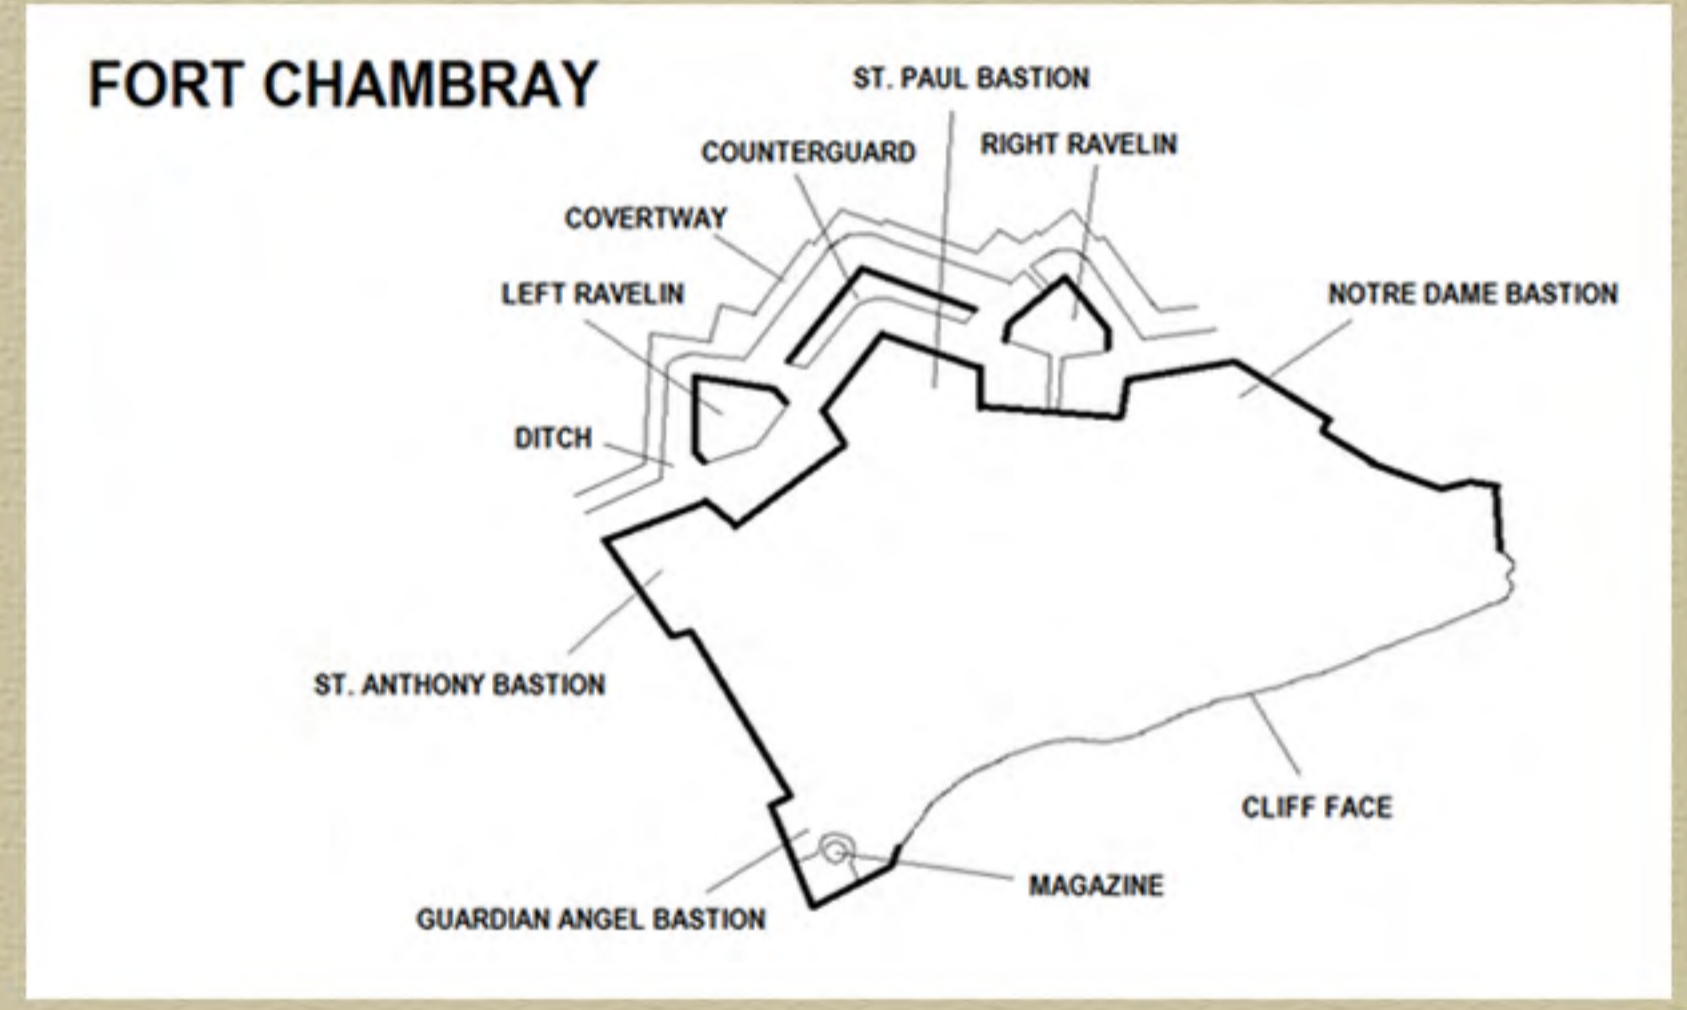 FORT CHAMBRAY
ST. PAUL BASTION
COUNTERGUARD
RIGHT RAVELIN
COVERTWAY
LEFT RAVELIN
NOTRE DAME BASTION
DITCH
ST. ANTHONY BASTION
CLIFF FACE
MAGAZINE
GUARDIAN ANGEL BASTION